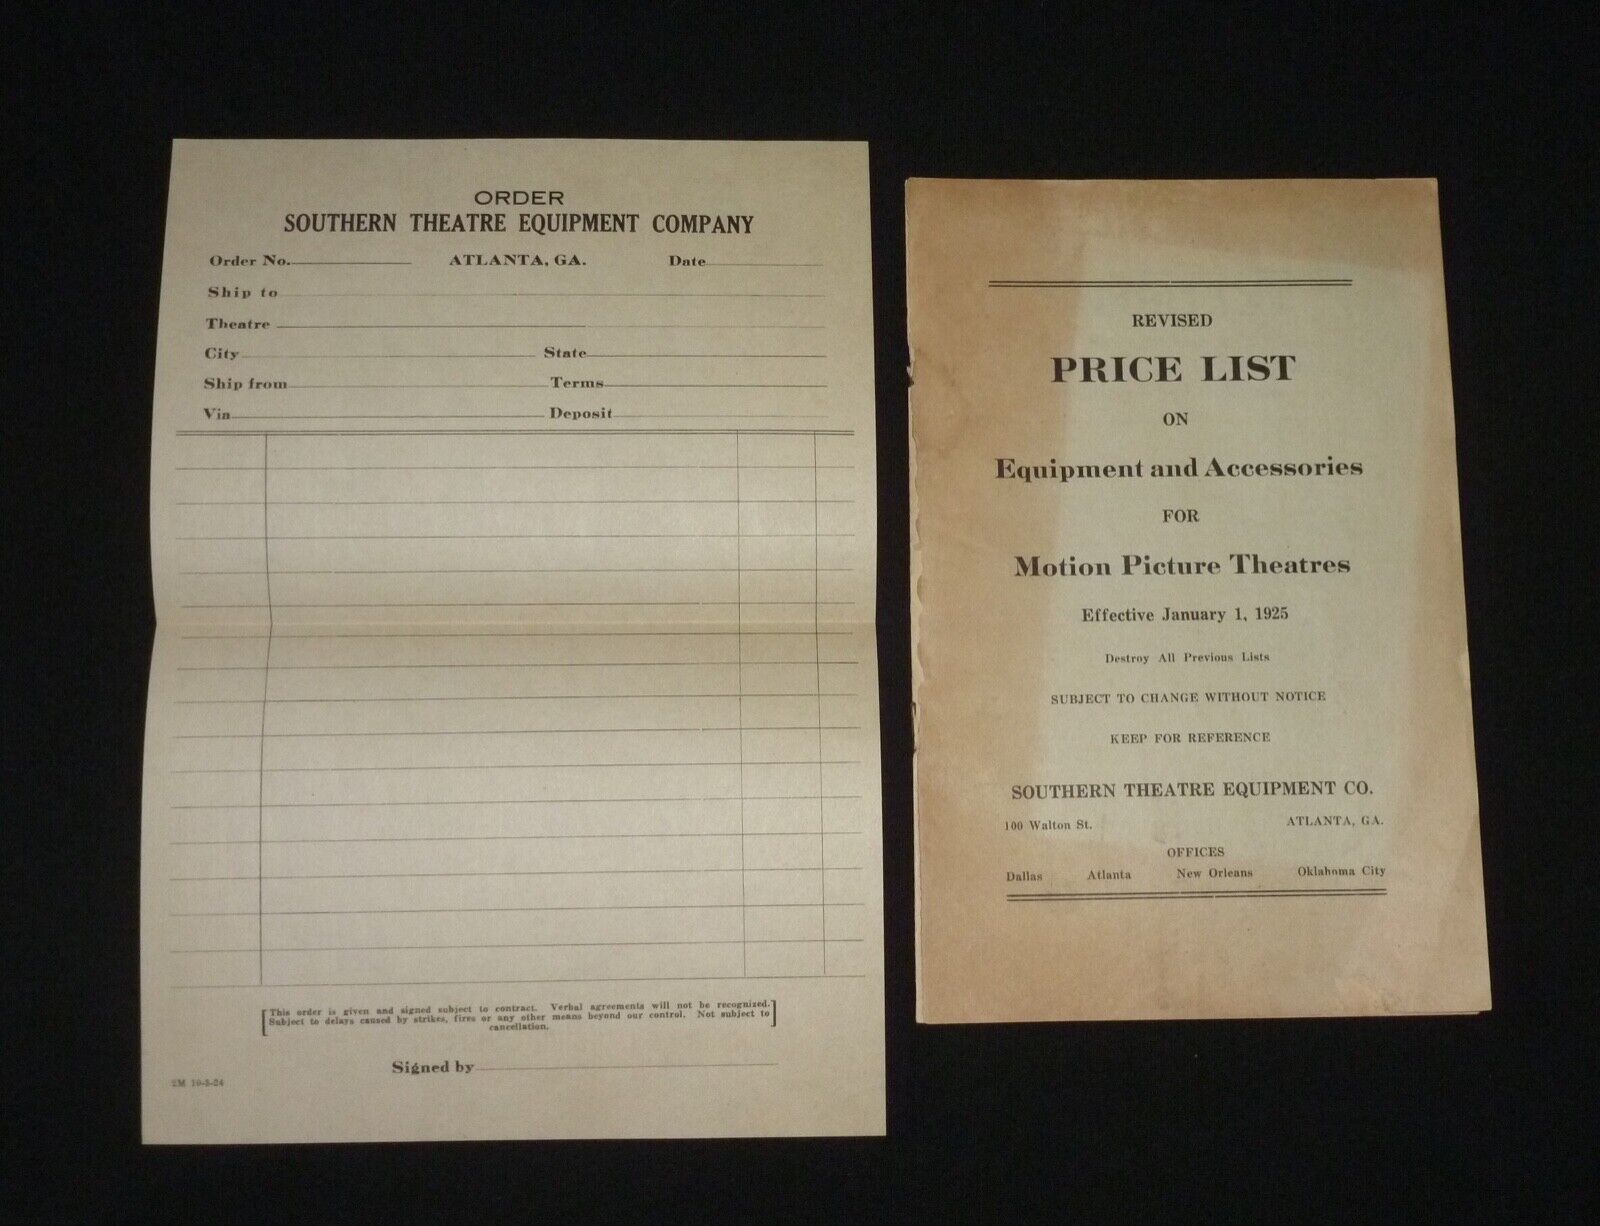 ORDER
SOUTHERN THEATRE EQUIPMENT COMPANY
Order No. ATLANTA, GA. Date
Ship to
Theatre
City State
Ship from Terms
Via Deposit
[This order is given and signed subject to contract. Verbal agreements will not be recognized.
Subject to delays caused by strikes, fires or any other means beyond our control. Not subject to
cancellation.]
Signed by
2M 10-8-24
REVISED
PRICE LIST
ON
Equipment and Accessories
FOR
Motion Picture Theatres
Effective January 1, 1925
Destroy All Previous Lists
SUBJECT TO CHANGE WITHOUT NOTICE
KEEP FOR REFERENCE
SOUTHERN THEATRE EQUIPMENT CO.
100 Walton St. ATLANTA, GA.
OFFICES
Dallas Atlanta New Orleans Oklahoma City